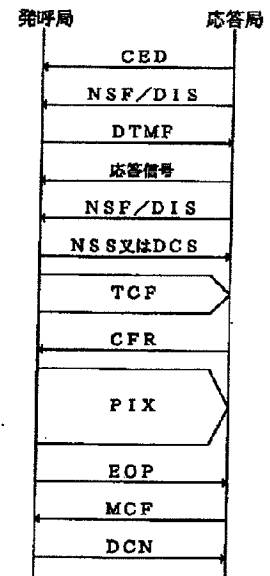 発呼局 応答局
CED
NSF/DIS
DTMF
応答信号
NSF/DIS
NSS又はDCS
TCF
CFR
PIX
EOP
MCF
DCN